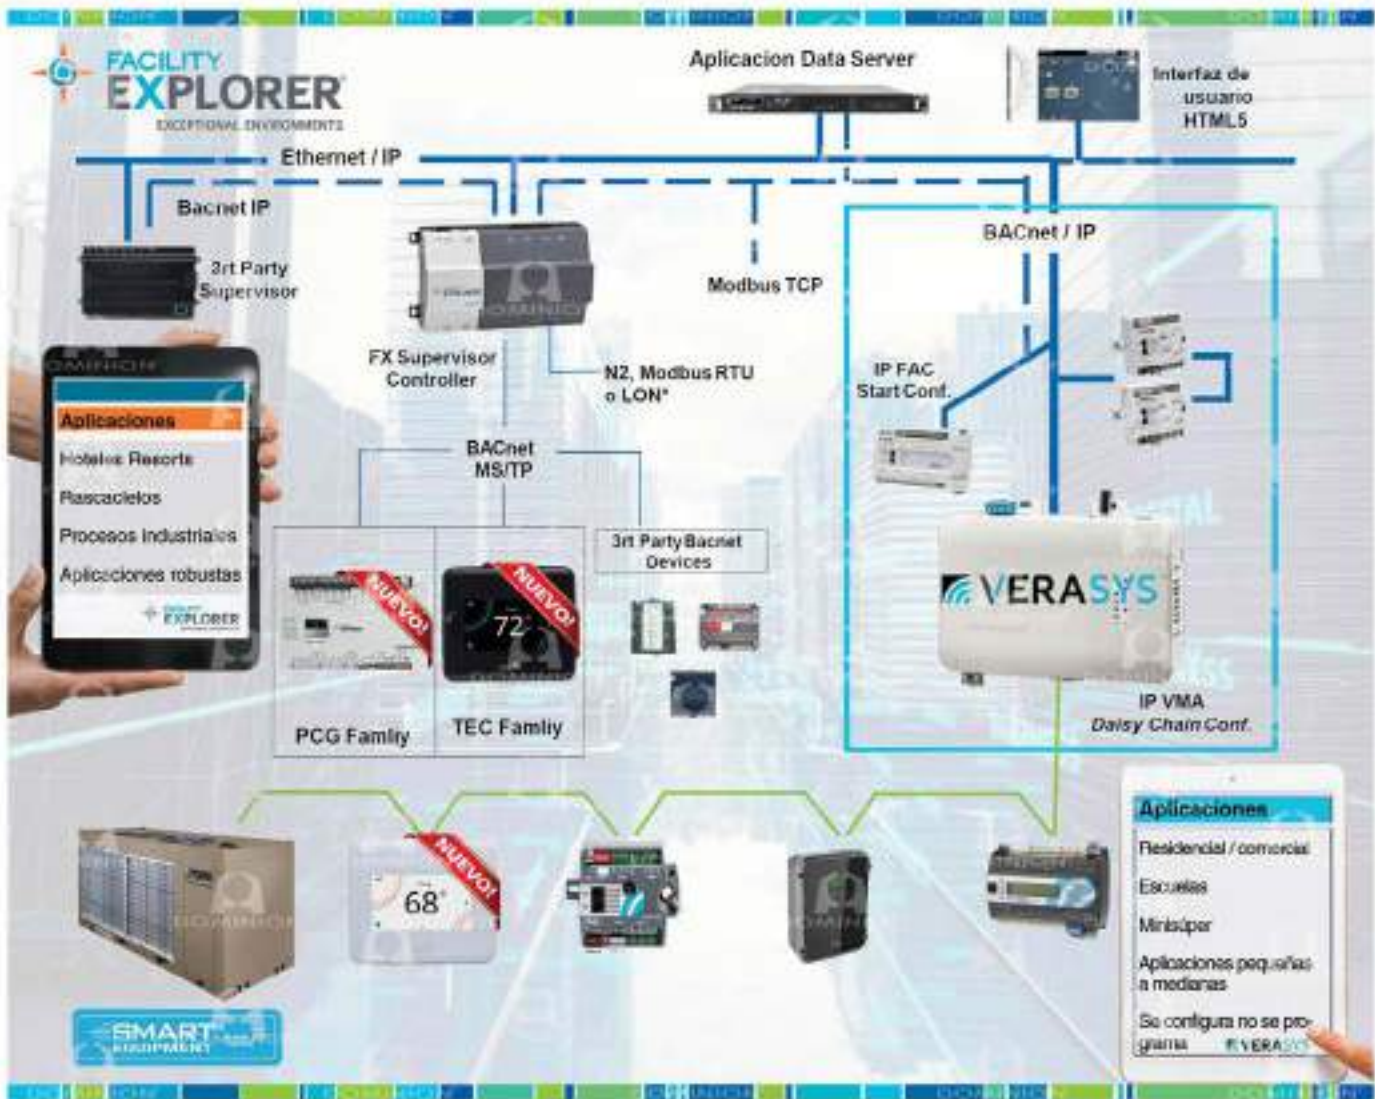 FACILITY
EXPLORER
EXCEPTIONAL ENVIRONMENTS
Aplicacion Data Server
Interfaz de
usuario
HTML5
Ethernet / IP
Bacnet IP
3rt Party
Supervisor
BACnet / IP
Modbus TCP
FX Supervisor
Controller
N2, Modbus RTU
o LON*
IP FAC
Start Conf.
BACnet
MS/TP
Aplicaciones
Hoteles Resorts
Rascacielos
Procesos industriales
Aplicaciones robustas
FACILITY
EXPLORER
3rt Party Bacnet
Devices
NUEVO!
NUEVO!
72°
PCG Famliy
TEC Famliy
VERASYS
IP VMA
Daisy Chain Conf.
NUEVO!
68°
DOMINION
SMART
EQUIPMENT
Aplicaciones
Residencial / comercial
Escuelas
Minisúper
Aplicaciones pequeñas
a medianas
Se configura no se pro-
grama
VERASYS